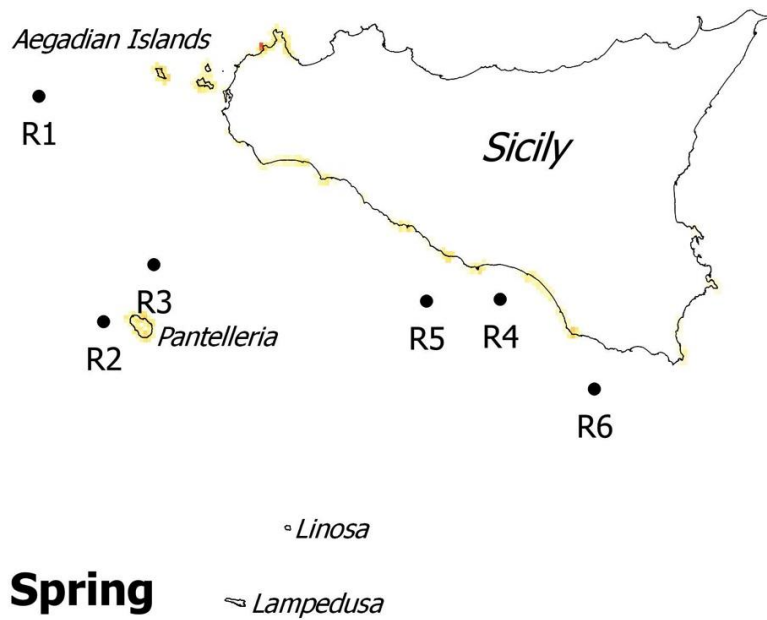 Aegadian Islands
R1
Sicily
R3
R2
Pantelleria
R5
R4
R6
Linosa
Spring
Lampedusa